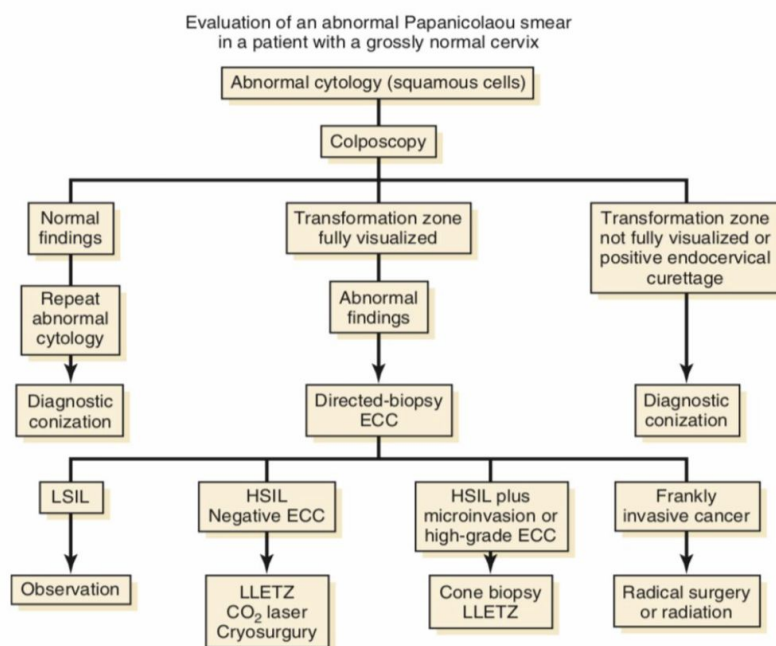 Evaluation of an abnormal Papanicolaou smear
in a patient with a grossly normal cervix
Abnormal cytology (squamous cells)
Colposcopy
Normal
findings
Transformation zone
fully visualized
Transformation zone
not fully visualized or
positive endocervical
curettage
Repeat
abnormal
cytology
Abnormal
findings
Diagnostic
conization
Directed-biopsy
ECC
Diagnostic
conization
LSIL
HSIL
Negative ECC
HSIL plus
microinvasion or
high-grade ECC
Frankly
invasive cancer
Observation
LLETZ
CO₂ laser
Cryosurgury
Cone biopsy
LLETZ
Radical surgery
or radiation